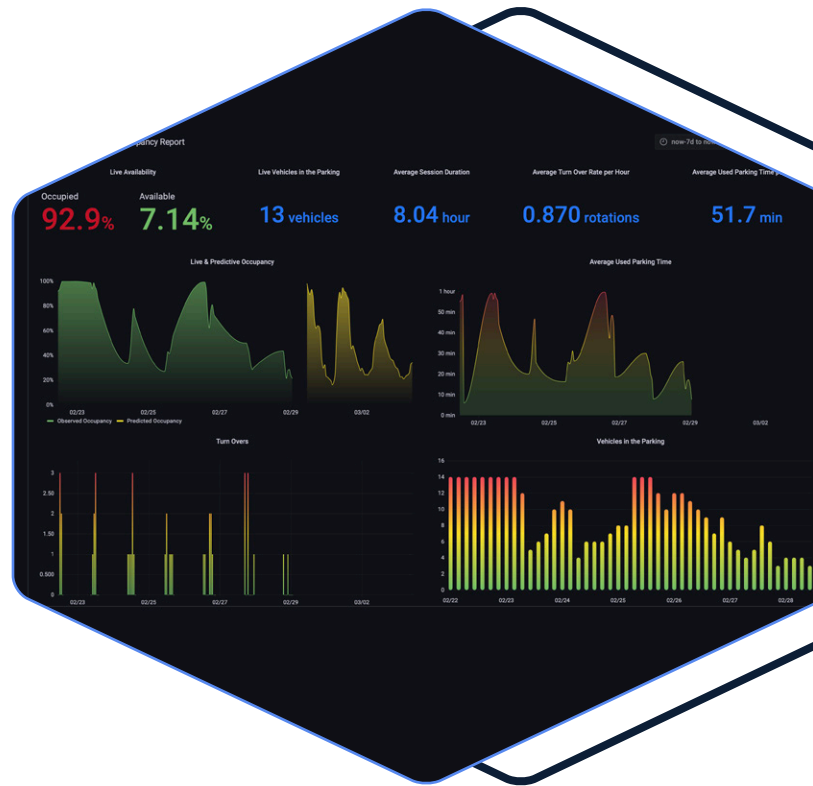 pancy Report
now-7d to
Live Availability
Live Vehicles in the Parking
Average Session Duration
Average Turn Over Rate per Hour
Average Used Parking Time
Occupied
92.9%
Available
7.14%
13 vehicles
8.04 hour
0.870 rotations
51.7 min
Live & Predictive Occupancy
100%
80%
60%
40%
20%
0%
02/23
02/25
02/27
02/29
03/02
Observed Occupancy
Predicted Occupancy
Average Used Parking Time
1 hour
50 min
40 min
30 min
20 min
10 min
0 min
02/23
02/25
02/27
02/29
03/02
Turn Overs
3
2.50
2
1.50
1
0.500
0
02/23
02/25
02/27
02/29
03/02
Vehicles in the Parking
16
14
12
10
8
6
4
2
0
02/22
02/23
02/24
02/25
02/26
02/27
02/28